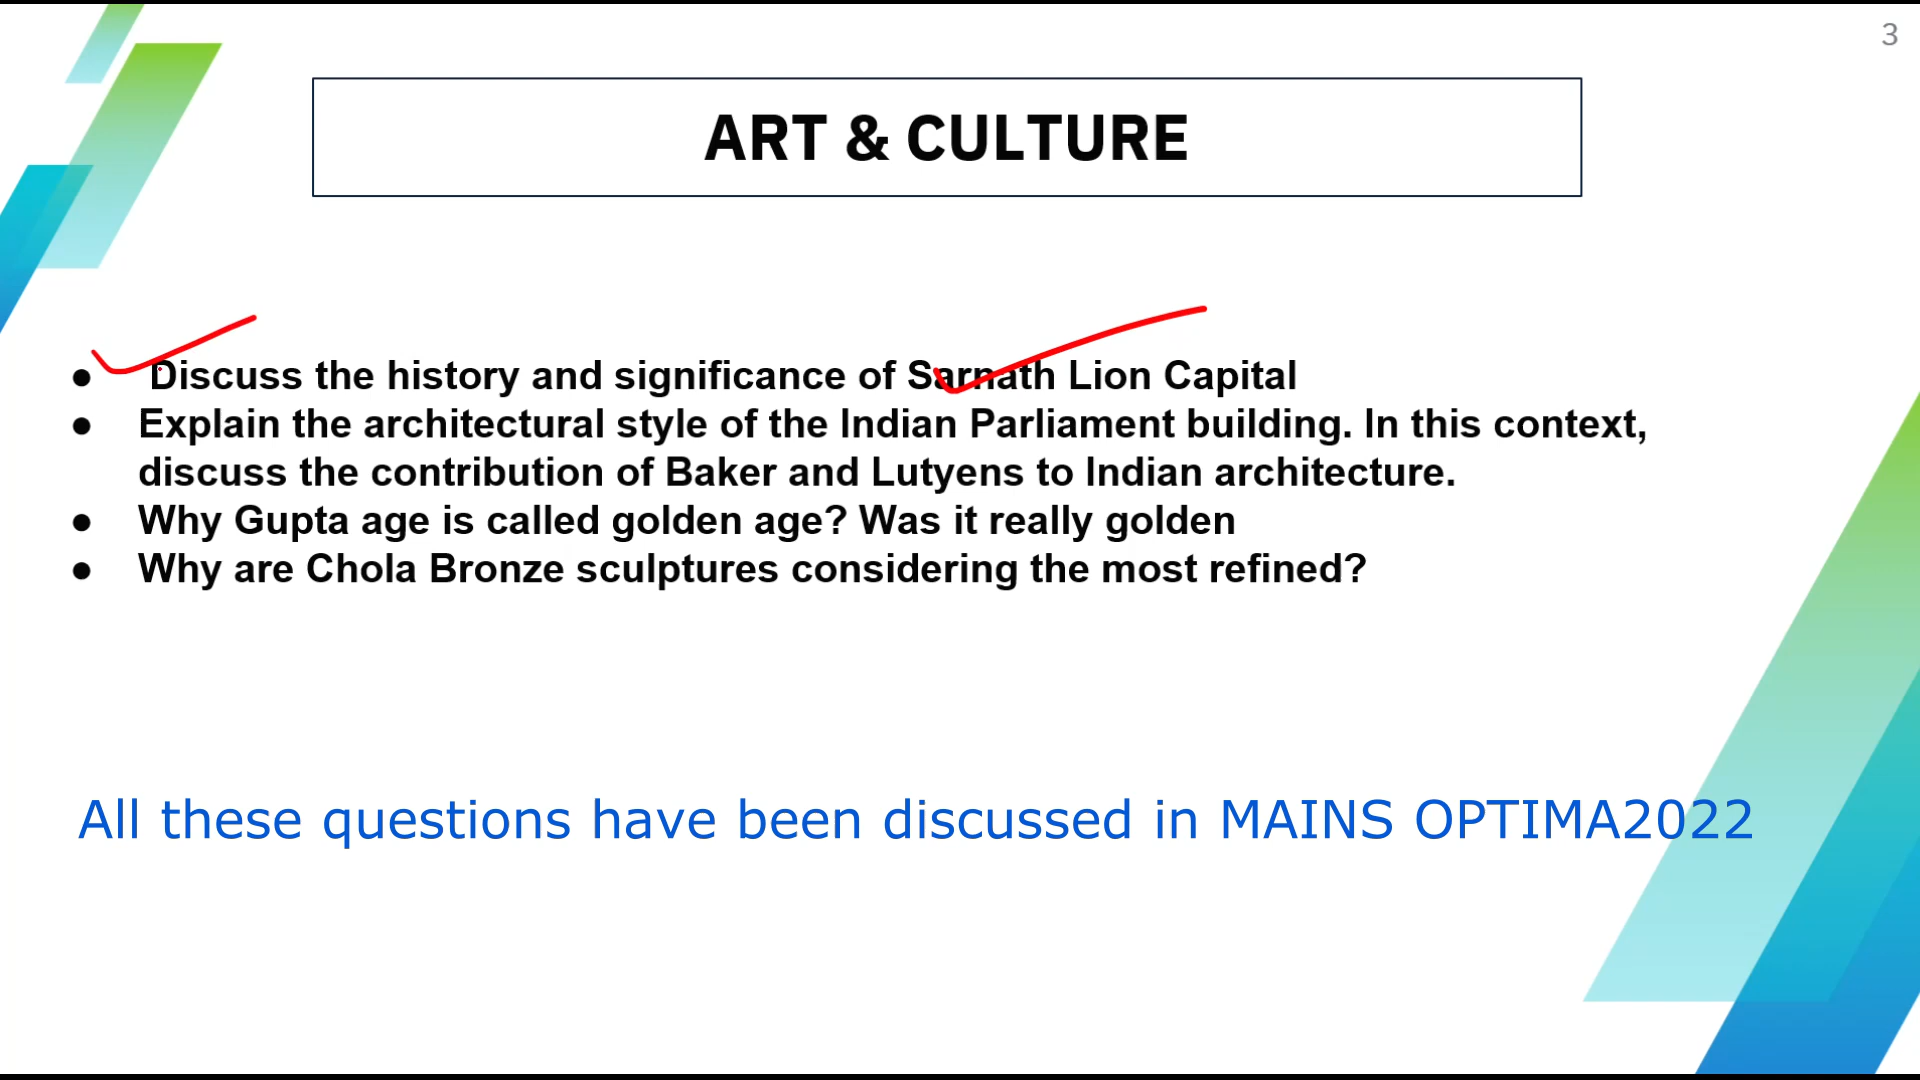 3
ART & CULTURE
● Discuss the history and significance of Sarnath Lion Capital
● Explain the architectural style of the Indian Parliament building. In this context,
discuss the contribution of Baker and Lutyens to Indian architecture.
● Why Gupta age is called golden age? Was it really golden
● Why are Chola Bronze sculptures considering the most refined?
All these questions have been discussed in MAINS OPTIMA2022